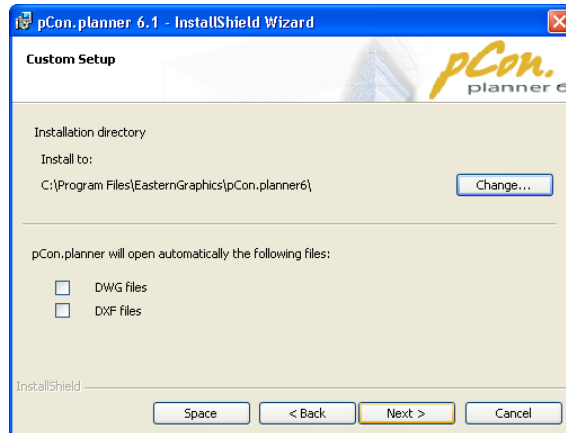 pCon.planner 6.1 - InstallShield Wizard
Custom Setup
pCon.
planner 6
Installation directory
Install to:
C:\Program Files\EasternGraphics\pCon.planner6\
Change...
pCon.planner will open automatically the following files:
DWG files
DXF files
InstallShield
Space
< Back
Next >
Cancel